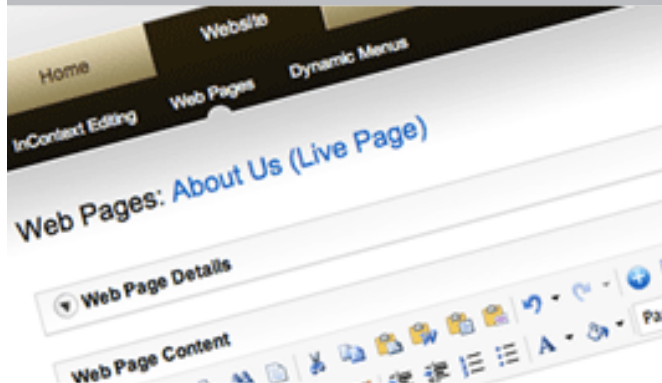 Home Website
InContext Editing Web Pages Dynamic Menus
Web Pages: About Us (Live Page)
Web Page Details
Web Page Content